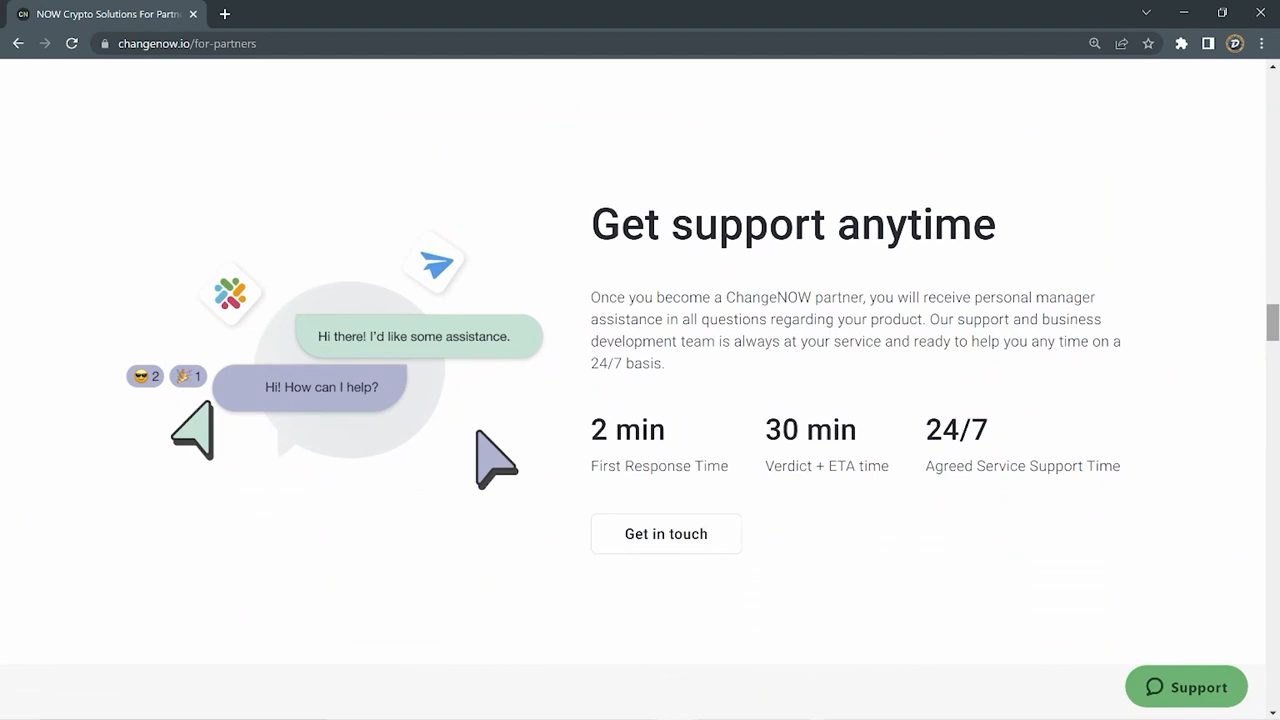 NOW Crypto Solutions For Partn
changenow.io/for-partners
Get support anytime
Once you become a ChangeNOW partner, you will receive personal manager
assistance in all questions regarding your product. Our support and business
development team is always at your service and ready to help you any time on a
24/7 basis.
Hi there! I'd like some assistance.
Hi! How can I help?
2
1
2 min
30 min
24/7
First Response Time
Verdict + ETA time
Agreed Service Support Time
Get in touch
Support